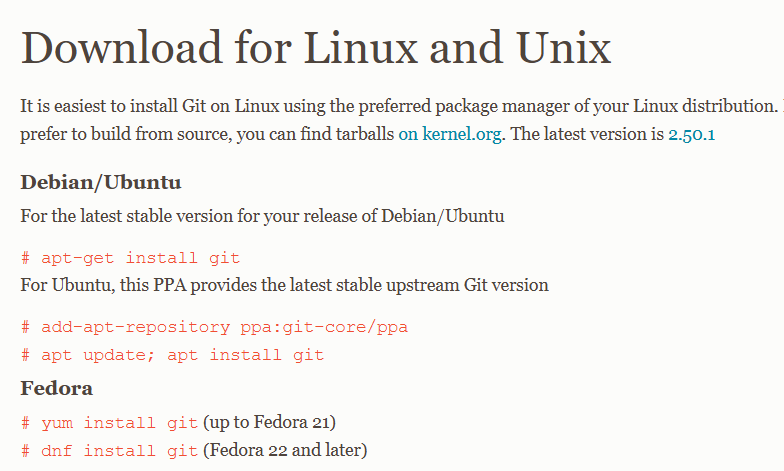 Download for Linux and Unix
It is easiest to install Git on Linux using the preferred package manager of your Linux distribution.
prefer to build from source, you can find tarballs on kernel.org. The latest version is 2.50.1
Debian/Ubuntu
For the latest stable version for your release of Debian/Ubuntu
# apt-get install git
For Ubuntu, this PPA provides the latest stable upstream Git version
# add-apt-repository ppa:git-core/ppa
# apt update; apt install git
Fedora
# yum install git (up to Fedora 21)
# dnf install git (Fedora 22 and later)